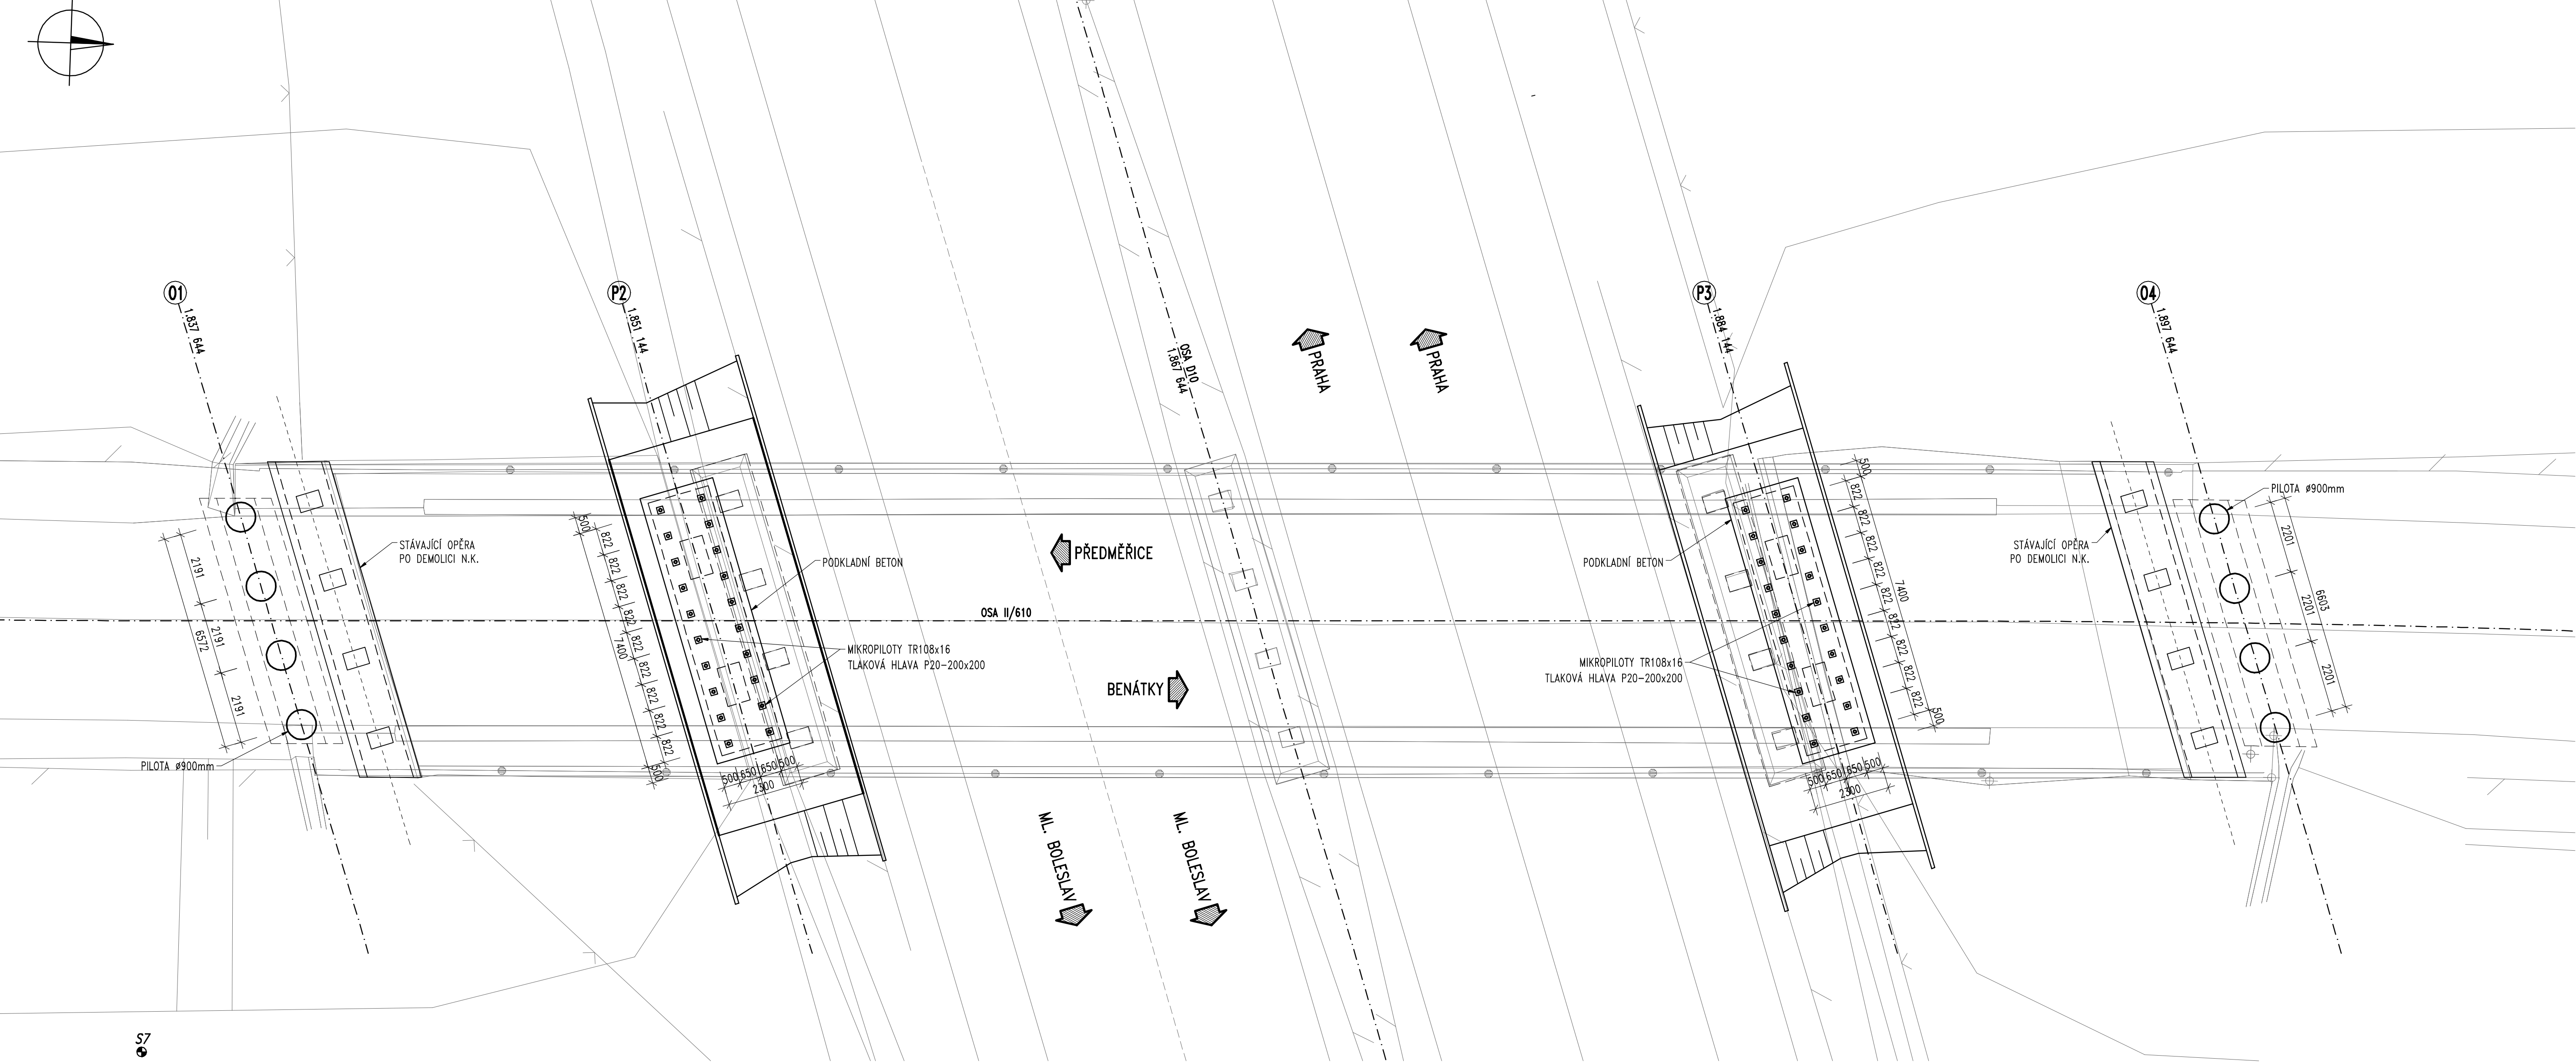 O1
1.837 644
P2
1.851 144
OSA D10
1.867 644
PRAHA
PRAHA
P3
1.884 144
O4
1.897 644
STÁVAJÍCÍ OPĚRA
PO DEMOLICI N.K.
PILOTA ø900mm
2191
2191
2191
6572
500
822
822
822
822
822
822
822
822
822
500
7400
PODKLADNÍ BETON
MIKROPILOTY TR108x16
TLAKOVÁ HLAVA P20-200x200
500
650
650
500
2300
PŘEDMĚŘICE
OSA II/610
BENÁTKY
ML. BOLESLAV
ML. BOLESLAV
PODKLADNÍ BETON
MIKROPILOTY TR108x16
TLAKOVÁ HLAVA P20-200x200
500
822
822
822
822
822
822
822
822
822
500
7400
500
650
650
500
2300
STÁVAJÍCÍ OPĚRA
PO DEMOLICI N.K.
PILOTA ø900mm
2201
2201
2201
6603
S7